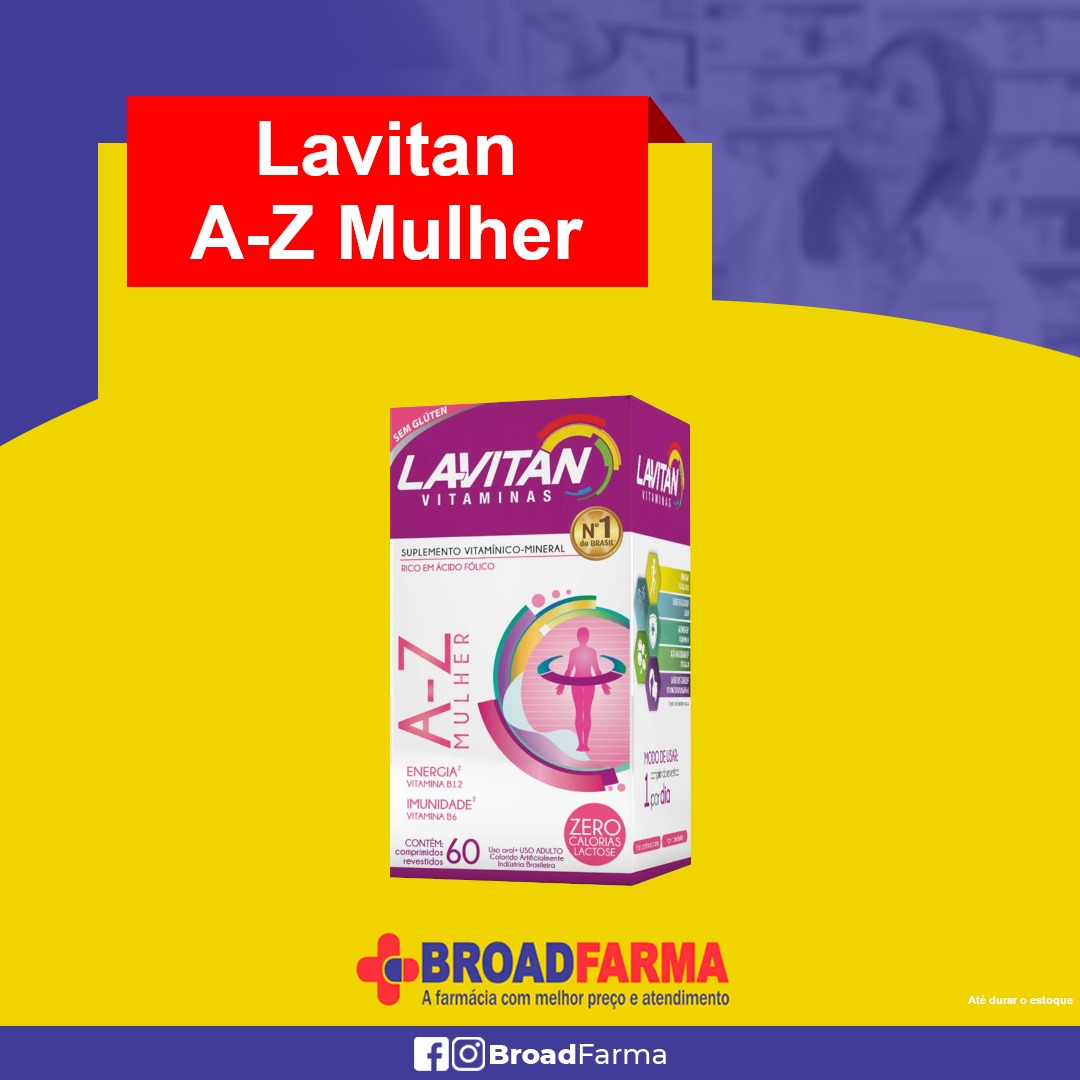 Lavitan
A-Z Mulher
SEM GLÚTEN
LAVITAN
VITAMINAS
Nº1
do BRASIL
SUPLEMENTO VITAMÍNICO-MINERAL
RICO EM ÁCIDO FÓLICO
A-Z
MULHER
ENERGIA²
VITAMINA B12
IMUNIDADE⁷
VITAMINA B6
CONTÉM:
comprimidos
revestidos
60
Uso oral • USO ADULTO
Colorido Artificialmente
Indústria Brasileira
ZERO
CALORIAS
LACTOSE
LAVITAN
VITAMINAS
MODO DE USAR:
1
por dia
BROADFARMA
A farmácia com melhor preço e atendimento
Até durar o estoque
BroadFarma